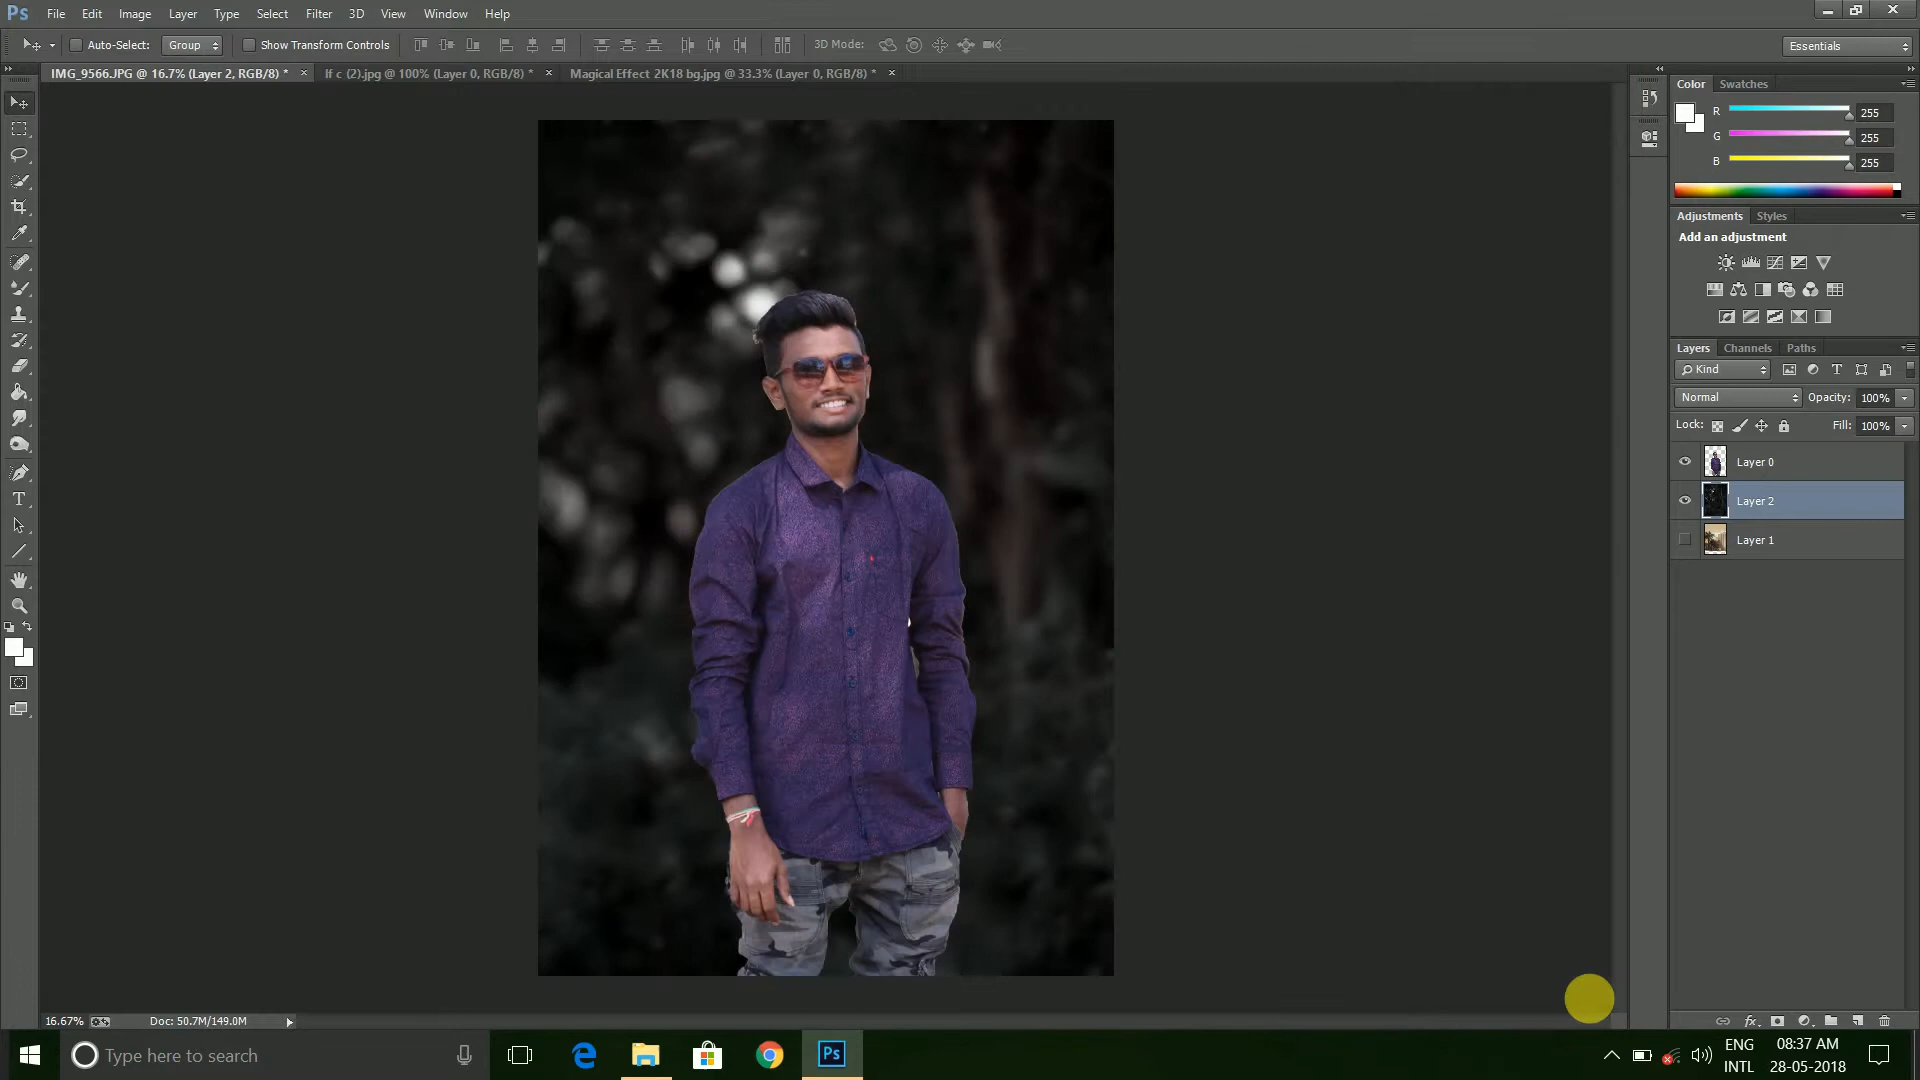 Ps File Edit Image Layer Type Select Filter 3D View Window Help
Auto-Select: Group Show Transform Controls 3D Mode: Essentials
IMG_9566.JPG @ 16.7% (Layer 2, RGB/8) * × If c (2).jpg @ 100% (Layer 0, RGB/8) * × Magical Effect 2K18 bg.jpg @ 33.3% (Layer 0, RGB/8) * ×
Color Swatches
R 255
G 255
B 255
Adjustments Styles
Add an adjustment
Layers Channels Paths
Kind
Normal Opacity: 100%
Lock: Fill: 100%
Layer 0
Layer 2
Layer 1
16.67% Doc: 50.7M/149.0M
Type here to search
Ps
ENG 08:37 AM
INTL 28-05-2018